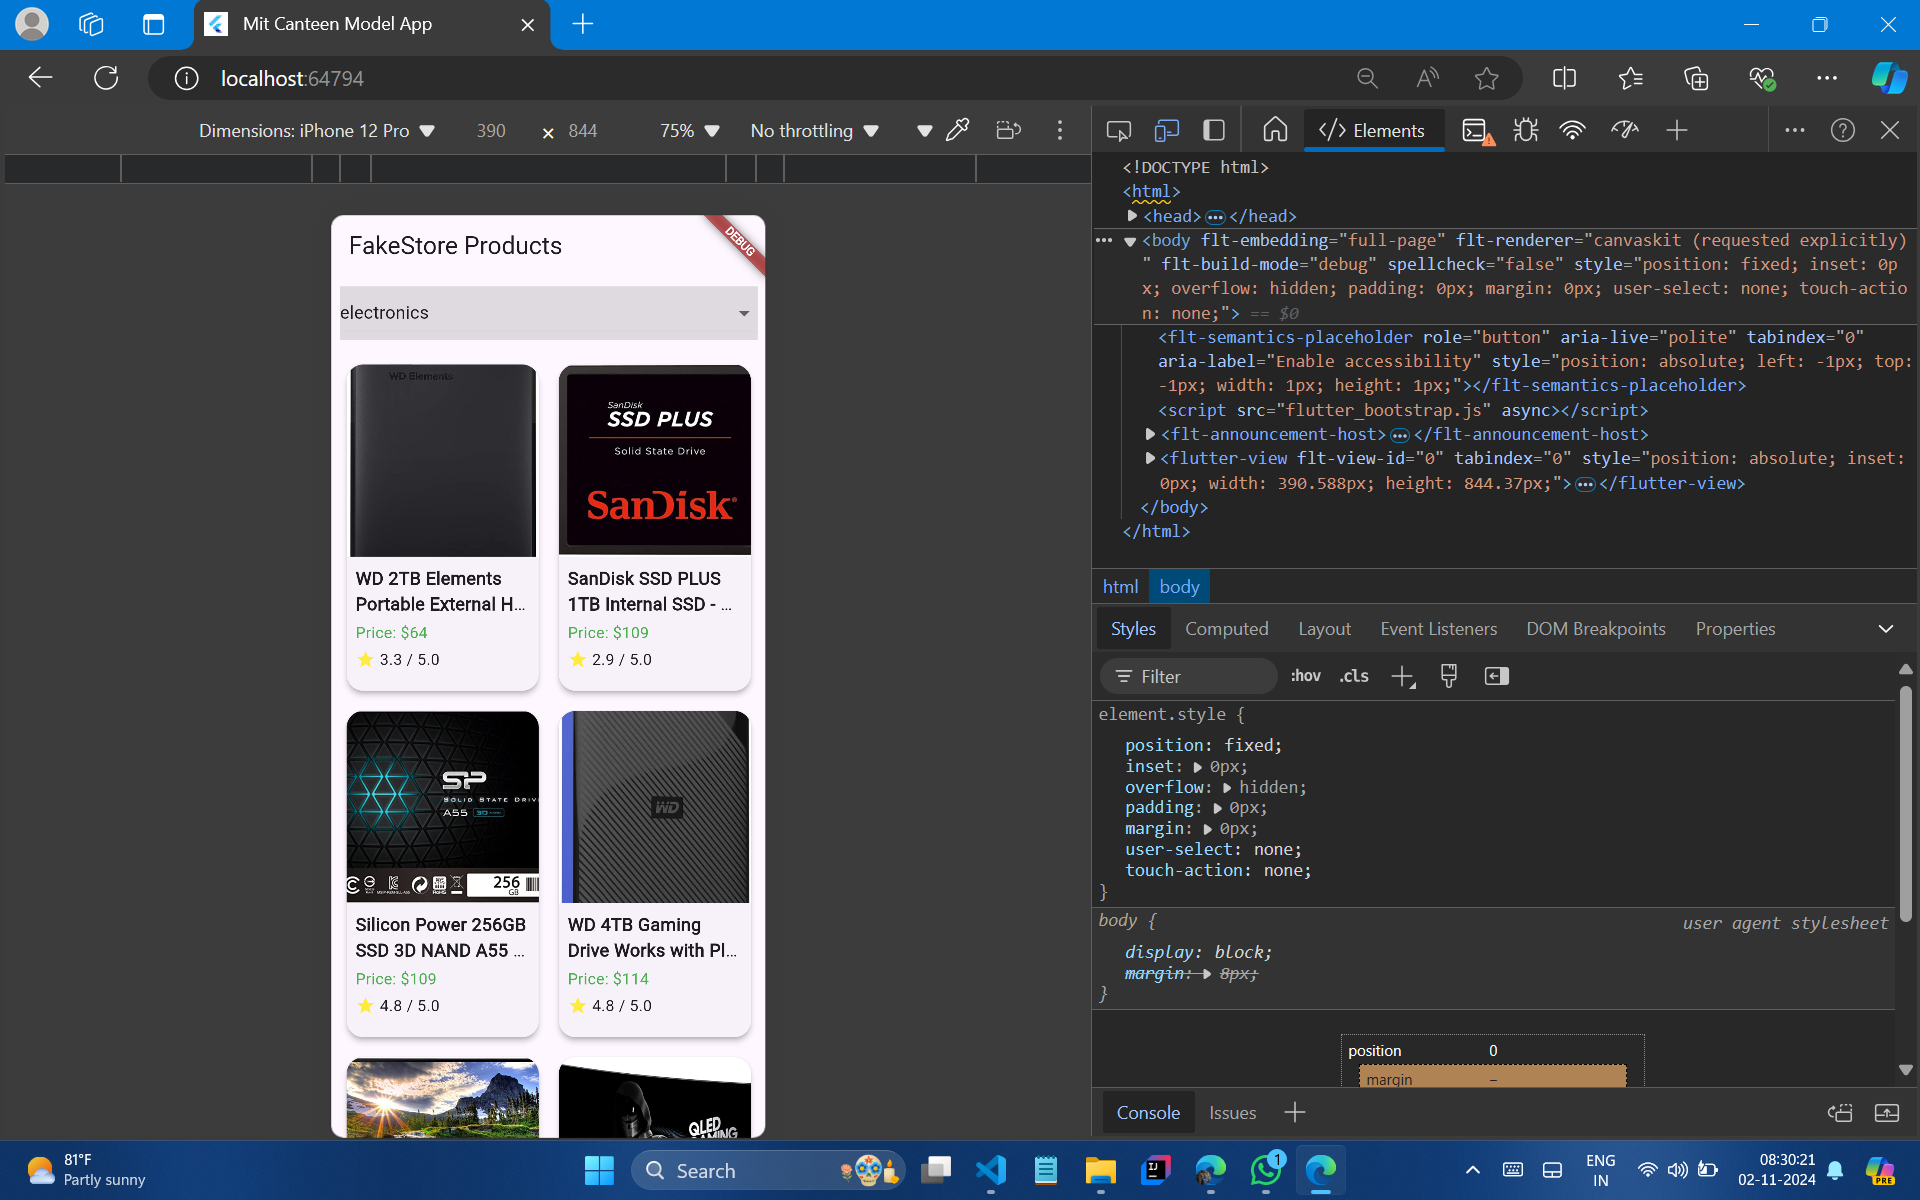 Mit Canteen Model App
localhost:64794
Dimensions: iPhone 12 Pro
390 × 844
75%
No throttling
Elements
FakeStore Products
DEBUG
electronics
WD Elements
SanDisk
SSD PLUS
Solid State Drive
SanDisk
WD 2TB Elements
Portable External H...
Price: $64
3.3 / 5.0
SanDisk SSD PLUS
1TB Internal SSD - ...
Price: $109
2.9 / 5.0
SP
SOLID STATE DRIV
A55
256
GB
WD
Silicon Power 256GB
SSD 3D NAND A55 ...
Price: $109
4.8 / 5.0
WD 4TB Gaming
Drive Works with Pl...
Price: $114
4.8 / 5.0
QLED
GAMING
<!DOCTYPE html>
<html>
<head>…</head>
<body flt-embedding="full-page" flt-renderer="canvaskit (requested explicitly)
" flt-build-mode="debug" spellcheck="false" style="position: fixed; inset: 0p
x; overflow: hidden; padding: 0px; margin: 0px; user-select: none; touch-actio
n: none;"> == $0
<flt-semantics-placeholder role="button" aria-live="polite" tabindex="0"
aria-label="Enable accessibility" style="position: absolute; left: -1px; top:
-1px; width: 1px; height: 1px;"></flt-semantics-placeholder>
<script src="flutter_bootstrap.js" async></script>
<flt-announcement-host>…</flt-announcement-host>
<flutter-view flt-view-id="0" tabindex="0" style="position: absolute; inset:
0px; width: 390.588px; height: 844.37px;">…</flutter-view>
</body>
</html>
html body
Styles Computed Layout Event Listeners DOM Breakpoints Properties
Filter :hov .cls
element.style {
position: fixed;
inset: 0px;
overflow: hidden;
padding: 0px;
margin: 0px;
user-select: none;
touch-action: none;
}
body { user agent stylesheet
display: block;
margin: 8px;
}
position 0
margin –
Console Issues
81°F
Partly sunny
Search
IJ
1
ENG
IN
08:30:21
02-11-2024
PRE